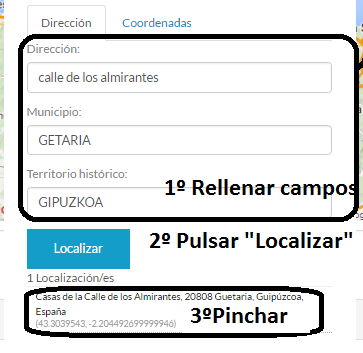 Dirección
Coordenadas
Dirección:
calle de los almirantes
Municipio:
GETARIA
Territorio histórico:
GIPUZKOA
1º Rellenar campos
Localizar
2º Pulsar "Localizar"
1 Localización/es
Casas de la Calle de los Almirantes, 20808 Guetaria, Guipúzcoa,
España
(43.3039543,-2.20449269999946)
3ºPinchar